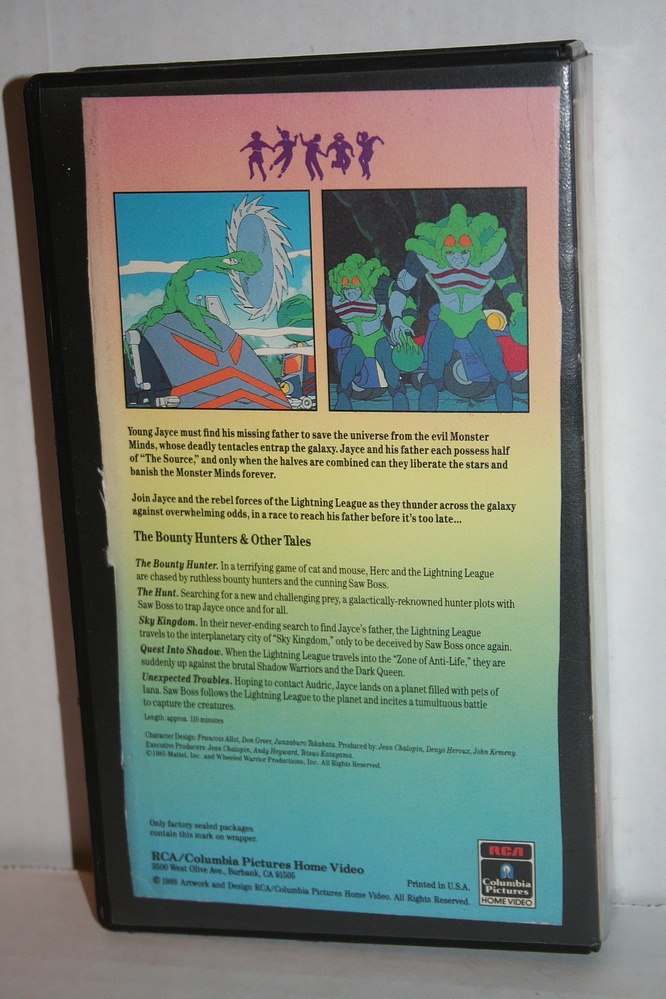 Young Jayce must find his missing father to save the universe from the evil Monster
Minds, whose deadly tentacles entrap the galaxy. Jayce and his father each possess half
of "The Source," and only when the halves are combined can they liberate the stars and
banish the Monster Minds forever.
Join Jayce and the rebel forces of the Lightning League as they thunder across the galaxy
against overwhelming odds, in a race to reach his father before it's too late...
The Bounty Hunters & Other Tales
The Bounty Hunter. In a terrifying game of cat and mouse, Herc and the Lightning League
are chased by ruthless bounty hunters and the cunning Saw Boss.
The Hunt. Searching for a new and challenging prey, a galactically-reknowned hunter plots with
Saw Boss to trap Jayce once and for all.
Sky Kingdom. In their never-ending search to find Jayce's father, the Lightning League
travels to the interplanetary city of "Sky Kingdom," only to be deceived by Saw Boss once again.
Quest Into Shadow. When the Lightning League travels into the "Zone of Anti-Life," they are
suddenly up against the brutal Shadow Warriors and the Dark Queen.
Unexpected Troubles. Hoping to contact Audric, Jayce lands on a planet filled with pets of
Iana. Saw Boss follows the Lightning League to the planet and incites a tumultuous battle
to capture the creatures.
Length: approx. 110 minutes
Character Design: Francois Allot, Don Greer, Junzaburo Takahata. Produced by: Jean Chalopin, Denys Heroux, John Kemeny.
Executive Producers: Jean Chalopin, Andy Heyward, Tetsuo Katayama.
©1985 Mattel, Inc. and Wheeled Warrior Productions, Inc. All Rights Reserved.
Only factory sealed packages
contain this mark on wrapper.
RCA/Columbia Pictures Home Video
3500 West Olive Ave., Burbank, CA 91505
Printed in U.S.A.
© 1985 Artwork and Design RCA/Columbia Pictures Home Video. All Rights Reserved.
RCA
Columbia
Pictures
HOME VIDEO